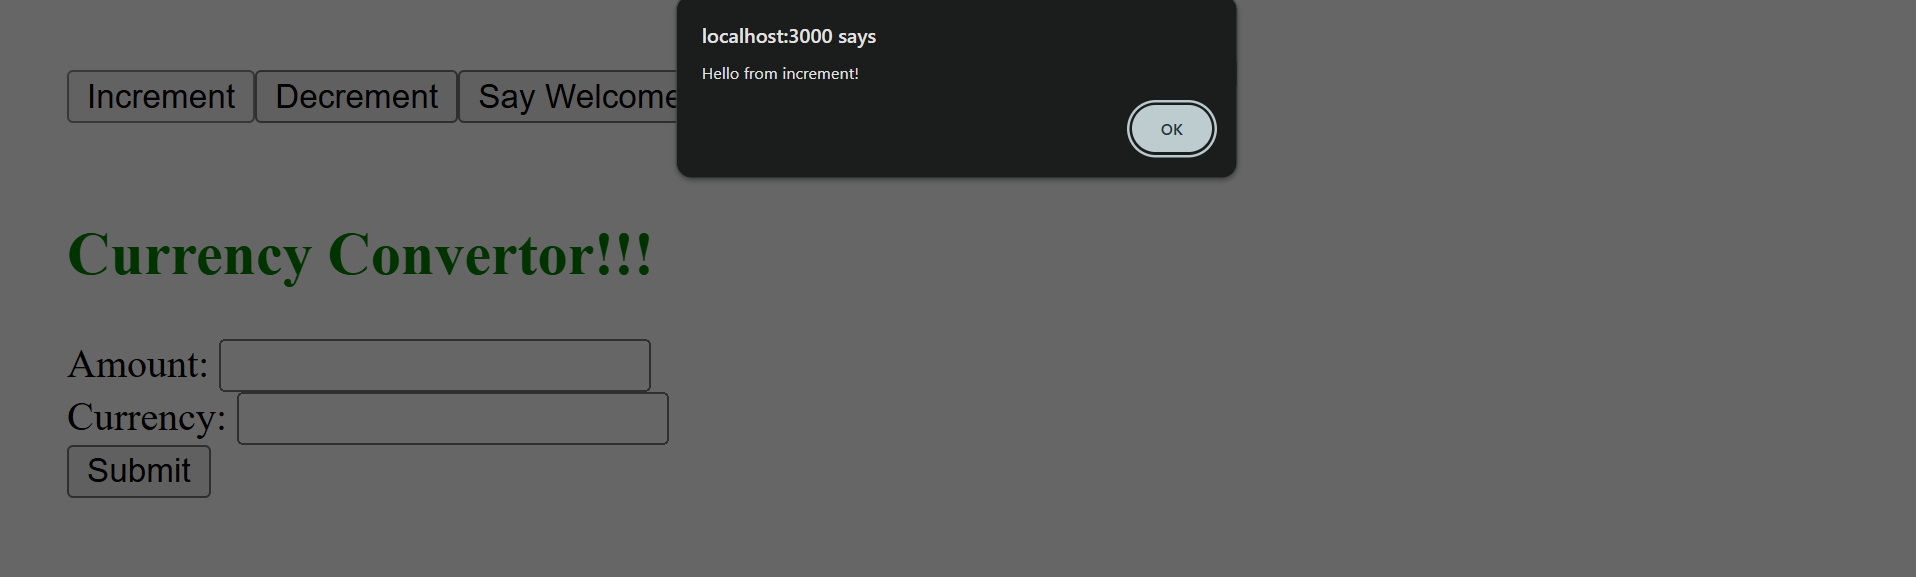 localhost:3000 says
Hello from increment!
OK
Increment Decrement Say Welcome
Currency Convertor!!!
Amount:
Currency:
Submit